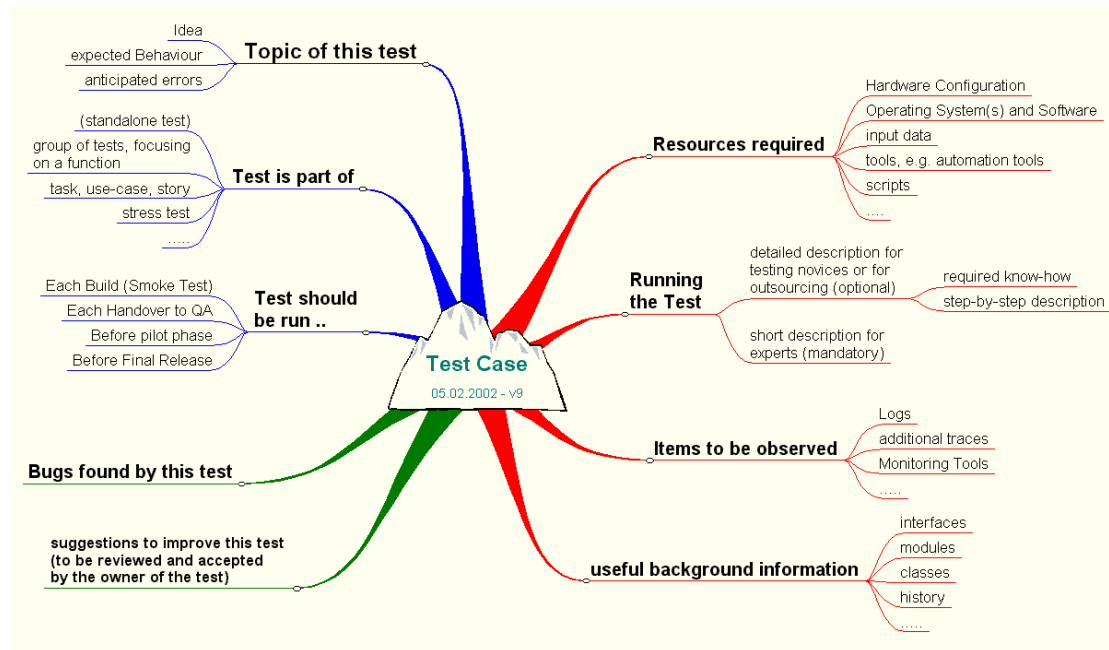 Topic of this test
Idea
expected Behaviour
anticipated errors
Test is part of
(standalone test)
group of tests, focusing
on a function
task, use-case, story
stress test
.....
Test should
be run ..
Each Build (Smoke Test)
Each Handover to QA
Before pilot phase
Before Final Release
Bugs found by this test
suggestions to improve this test
(to be reviewed and accepted
by the owner of the test)
Test Case
05.02.2002 - v9
Resources required
Hardware Configuration
Operating System(s) and Software
input data
tools, e.g. automation tools
scripts
....
Running
the Test
detailed description for
testing novices or for
outsourcing (optional)
required know-how
step-by-step description
short description for
experts (mandatory)
Items to be observed
Logs
additional traces
Monitoring Tools
.....
useful background information
interfaces
modules
classes
history
.....